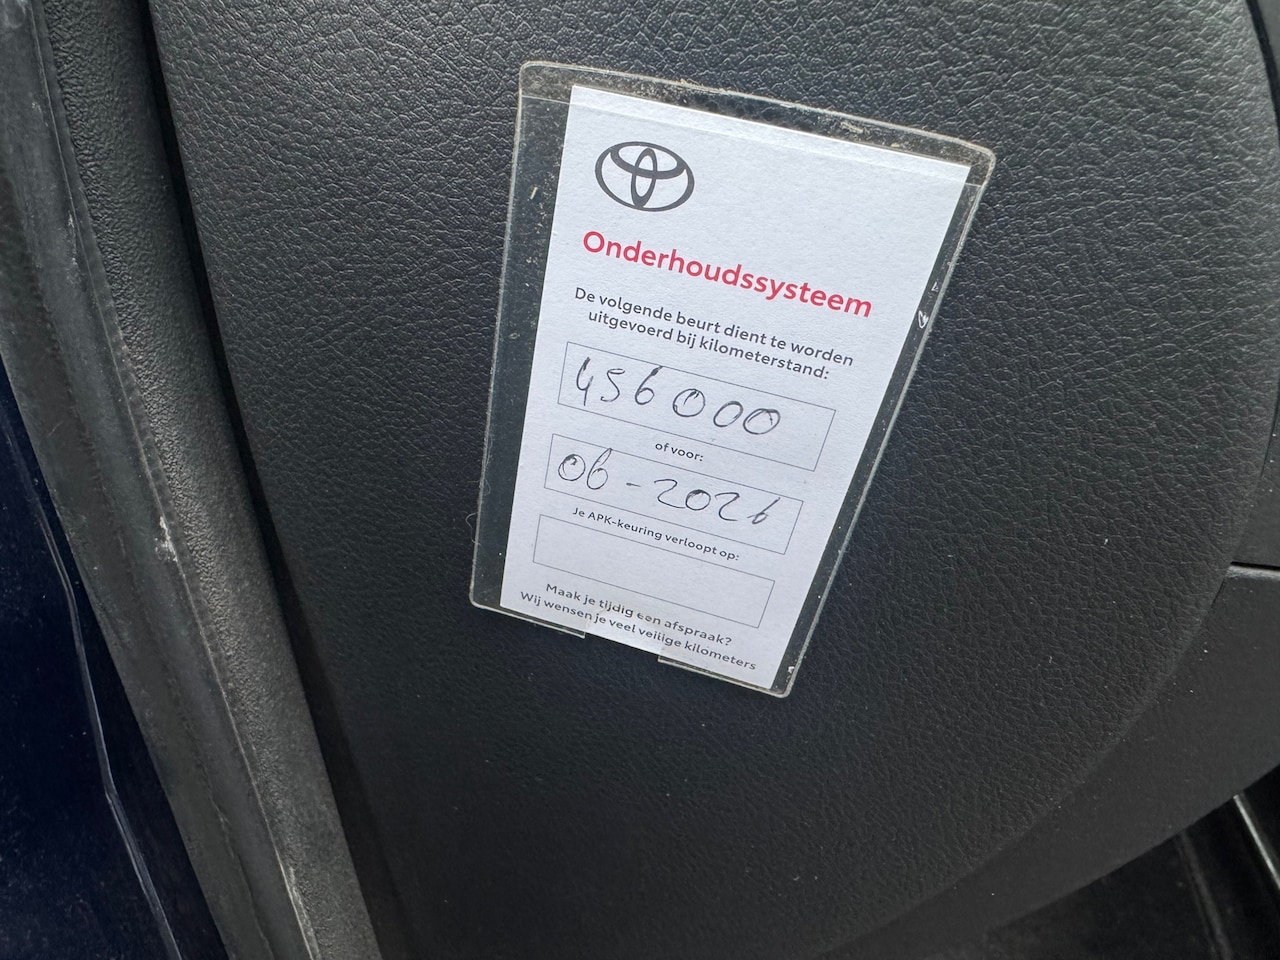 Onderhoudssysteem
De volgende beurt dient te worden
uitgevoerd bij kilometerstand:
456000
of voor:
06-2026
Je APK-keuring verloopt op:
Maak je tijdig een afspraak?
Wij wensen je veel veilige kilometers